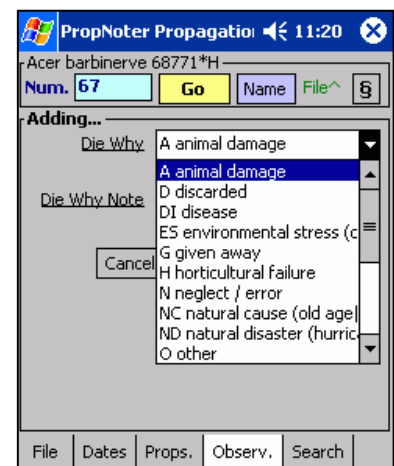 PropNoter Propagatio 11:20
Acer barbinerve 68771*H
Num. 67 Go Name File^ §
Adding...
Die Why A animal damage
A animal damage
Die Why Note D discarded
DI disease
ES environmental stress (c
Cancel G given away
H horticultural failure
N neglect / error
NC natural cause (old age)
ND natural disaster (hurric
O other
File Dates Props. Observ. Search